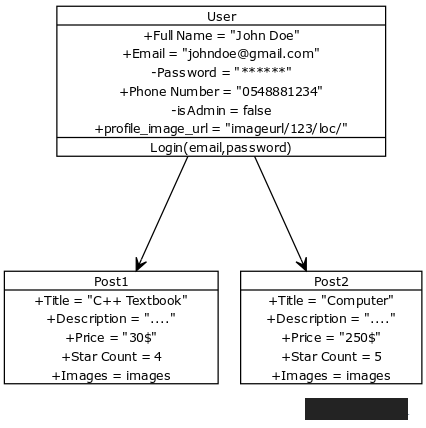 User
+Full Name = "John Doe"
+Email = "johndoe@gmail.com"
-Password = "******"
+Phone Number = "0548881234"
-isAdmin = false
+profile_image_url = "imageurl/123/loc/"
Login(email,password)
Post1
+Title = "C++ Textbook"
+Description = "...."
+Price = "30$"
+Star Count = 4
+Images = images
Post2
+Title = "Computer"
+Description = "...."
+Price = "250$"
+Star Count = 5
+Images = images